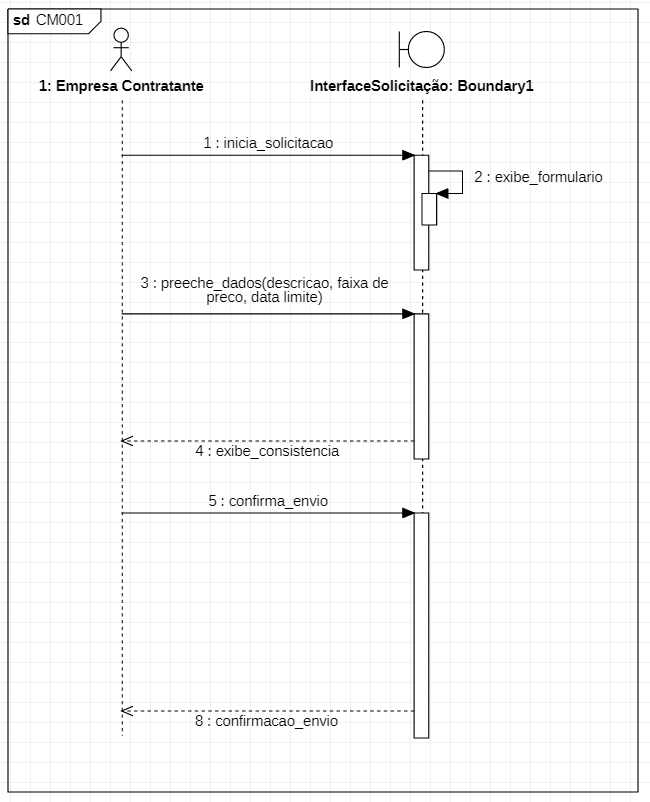 sd CM001
1: Empresa Contratante
InterfaceSolicitação: Boundary1
1 : inicia_solicitacao
2 : exibe_formulario
3 : preeche_dados(descricao, faixa de
preco, data limite)
4 : exibe_consistencia
5 : confirma_envio
8 : confirmacao_envio